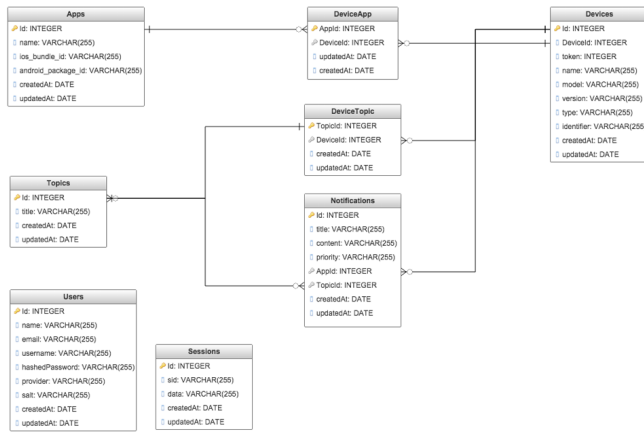 Apps
Id: INTEGER
name: VARCHAR(255)
ios_bundle_id: VARCHAR(255)
android_package_id: VARCHAR(255)
createdAt: DATE
updatedAt: DATE
DeviceApp
AppId: INTEGER
DeviceId: INTEGER
updatedAt: DATE
createdAt: DATE
Devices
Id: INTEGER
DeviceId: INTEGER
token: INTEGER
name: VARCHAR(255)
model: VARCHAR(255)
version: VARCHAR(255)
type: VARCHAR(255)
identifier: VARCHAR(255
createdAt: DATE
updatedAt: DATE
DeviceTopic
TopicId: INTEGER
DeviceId: INTEGER
createdAt: DATE
updatedAt: DATE
Topics
Id: INTEGER
title: VARCHAR(255)
createdAt: DATE
updatedAt: DATE
Notifications
Id: INTEGER
title: VARCHAR(255)
content: VARCHAR(255)
priority: VARCHAR(255)
AppId: INTEGER
TopicId: INTEGER
createdAt: DATE
updatedAt: DATE
Users
Id: INTEGER
name: VARCHAR(255)
email: VARCHAR(255)
username: VARCHAR(255)
hashedPassword: VARCHAR(255)
provider: VARCHAR(255)
salt: VARCHAR(255)
createdAt: DATE
updatedAt: DATE
Sessions
Id: INTEGER
sid: VARCHAR(255)
data: VARCHAR(255)
createdAt: DATE
updatedAt: DATE